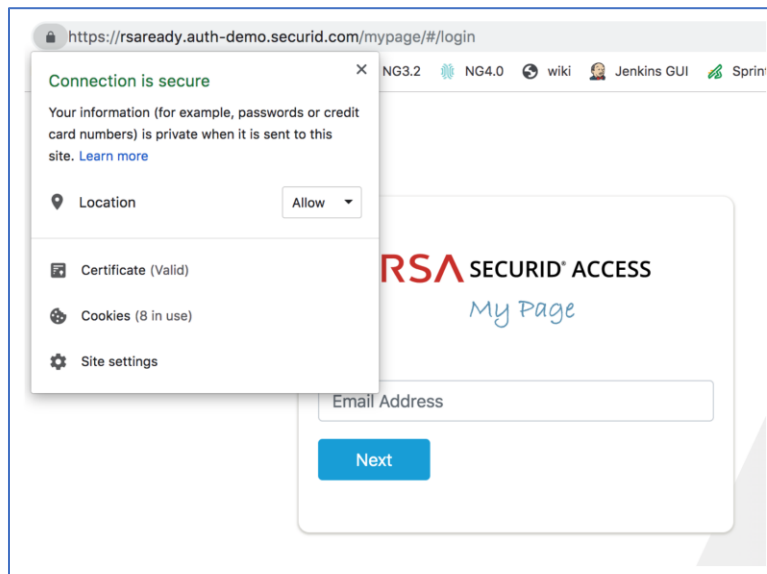 https://rsaready.auth-demo.securid.com/mypage/#/login
NG3.2 NG4.0 wiki Jenkins GUI Sprin
Connection is secure
Your information (for example, passwords or credit
card numbers) is private when it is sent to this
site. Learn more
Location Allow
Certificate (Valid)
Cookies (8 in use)
Site settings
RSA SECURID® ACCESS
My Page
Email Address
Next